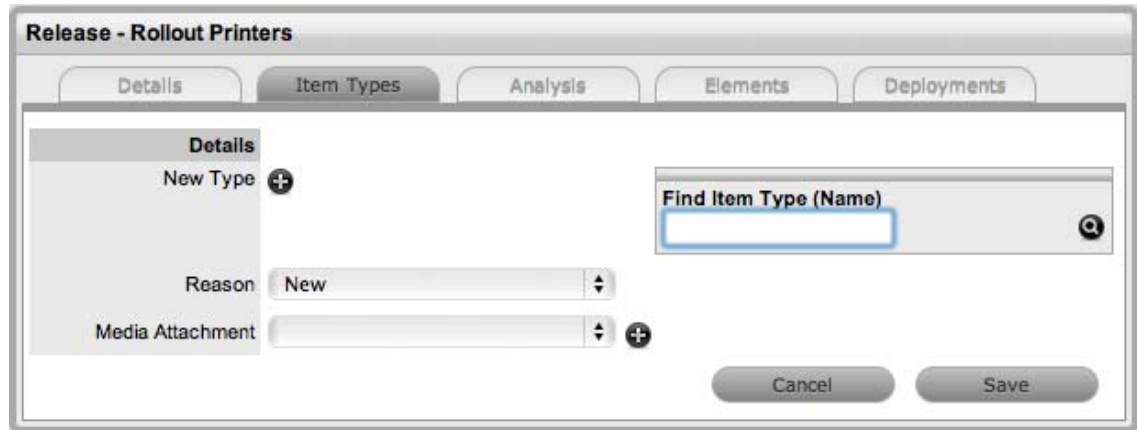 Release - Rollout Printers
Details Item Types Analysis Elements Deployments
Details
New Type
Find Item Type (Name)
Reason New
Media Attachment
Cancel Save